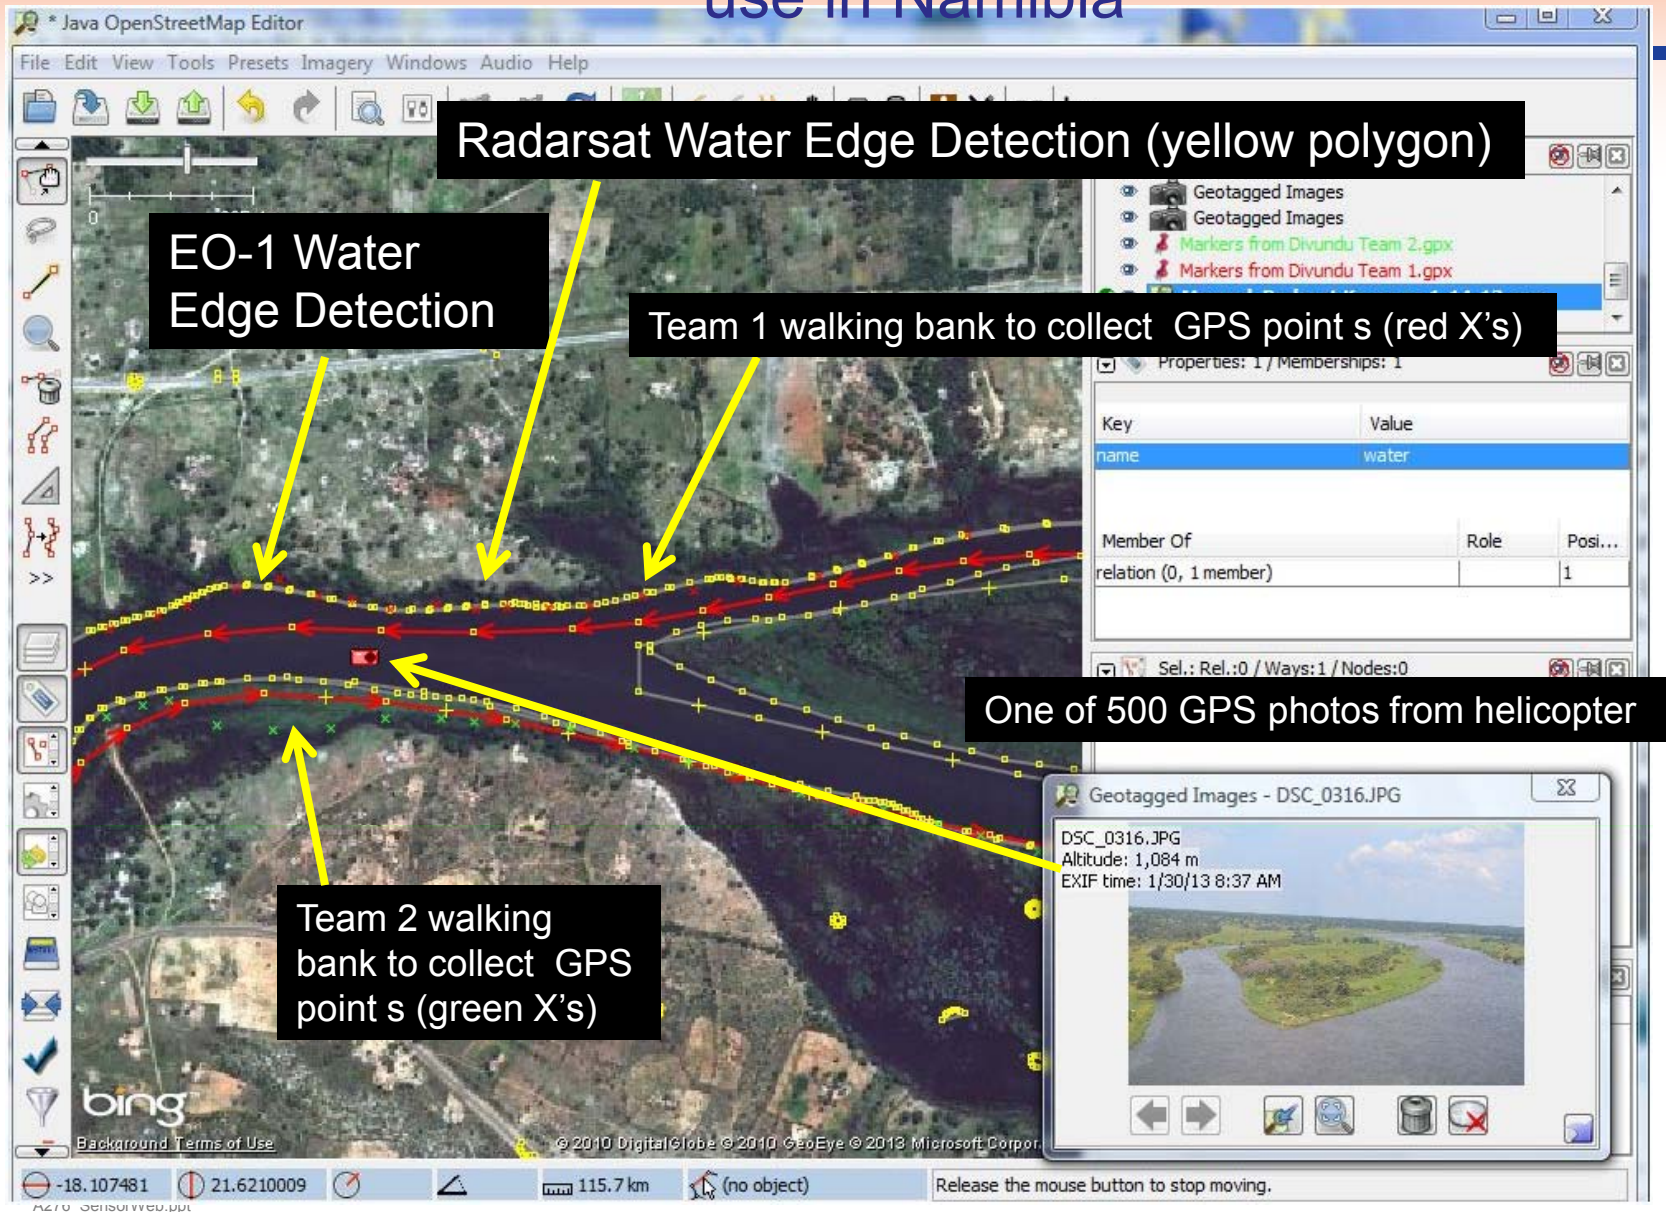 use in Namibia
* Java OpenStreetMap Editor
File Edit View Tools Presets Imagery Windows Audio Help
Radarsat Water Edge Detection (yellow polygon)
0
EO-1 Water
Edge Detection
Geotagged Images
Geotagged Images
Markers from Divundu Team 2.gpx
Markers from Divundu Team 1.gpx
Team 1 walking bank to collect GPS point s (red X's)
Properties: 1 / Memberships: 1
Key Value
name water
Member Of Role Posi...
relation (0, 1 member) 1
>>
Sel.: Rel.:0 / Ways:1 / Nodes:0
One of 500 GPS photos from helicopter
Geotagged Images - DSC_0316.JPG
DSC_0316.JPG
Altitude: 1,084 m
EXIF time: 1/30/13 8:37 AM
Team 2 walking
bank to collect GPS
point s (green X's)
bing
Background Terms of Use
© 2010 DigitalGlobe © 2010 GeoEye © 2013 Microsoft Corpor
-18.107481 21.6210009 115.7 km (no object) Release the mouse button to stop moving.
A276_SensorWeb.ppt